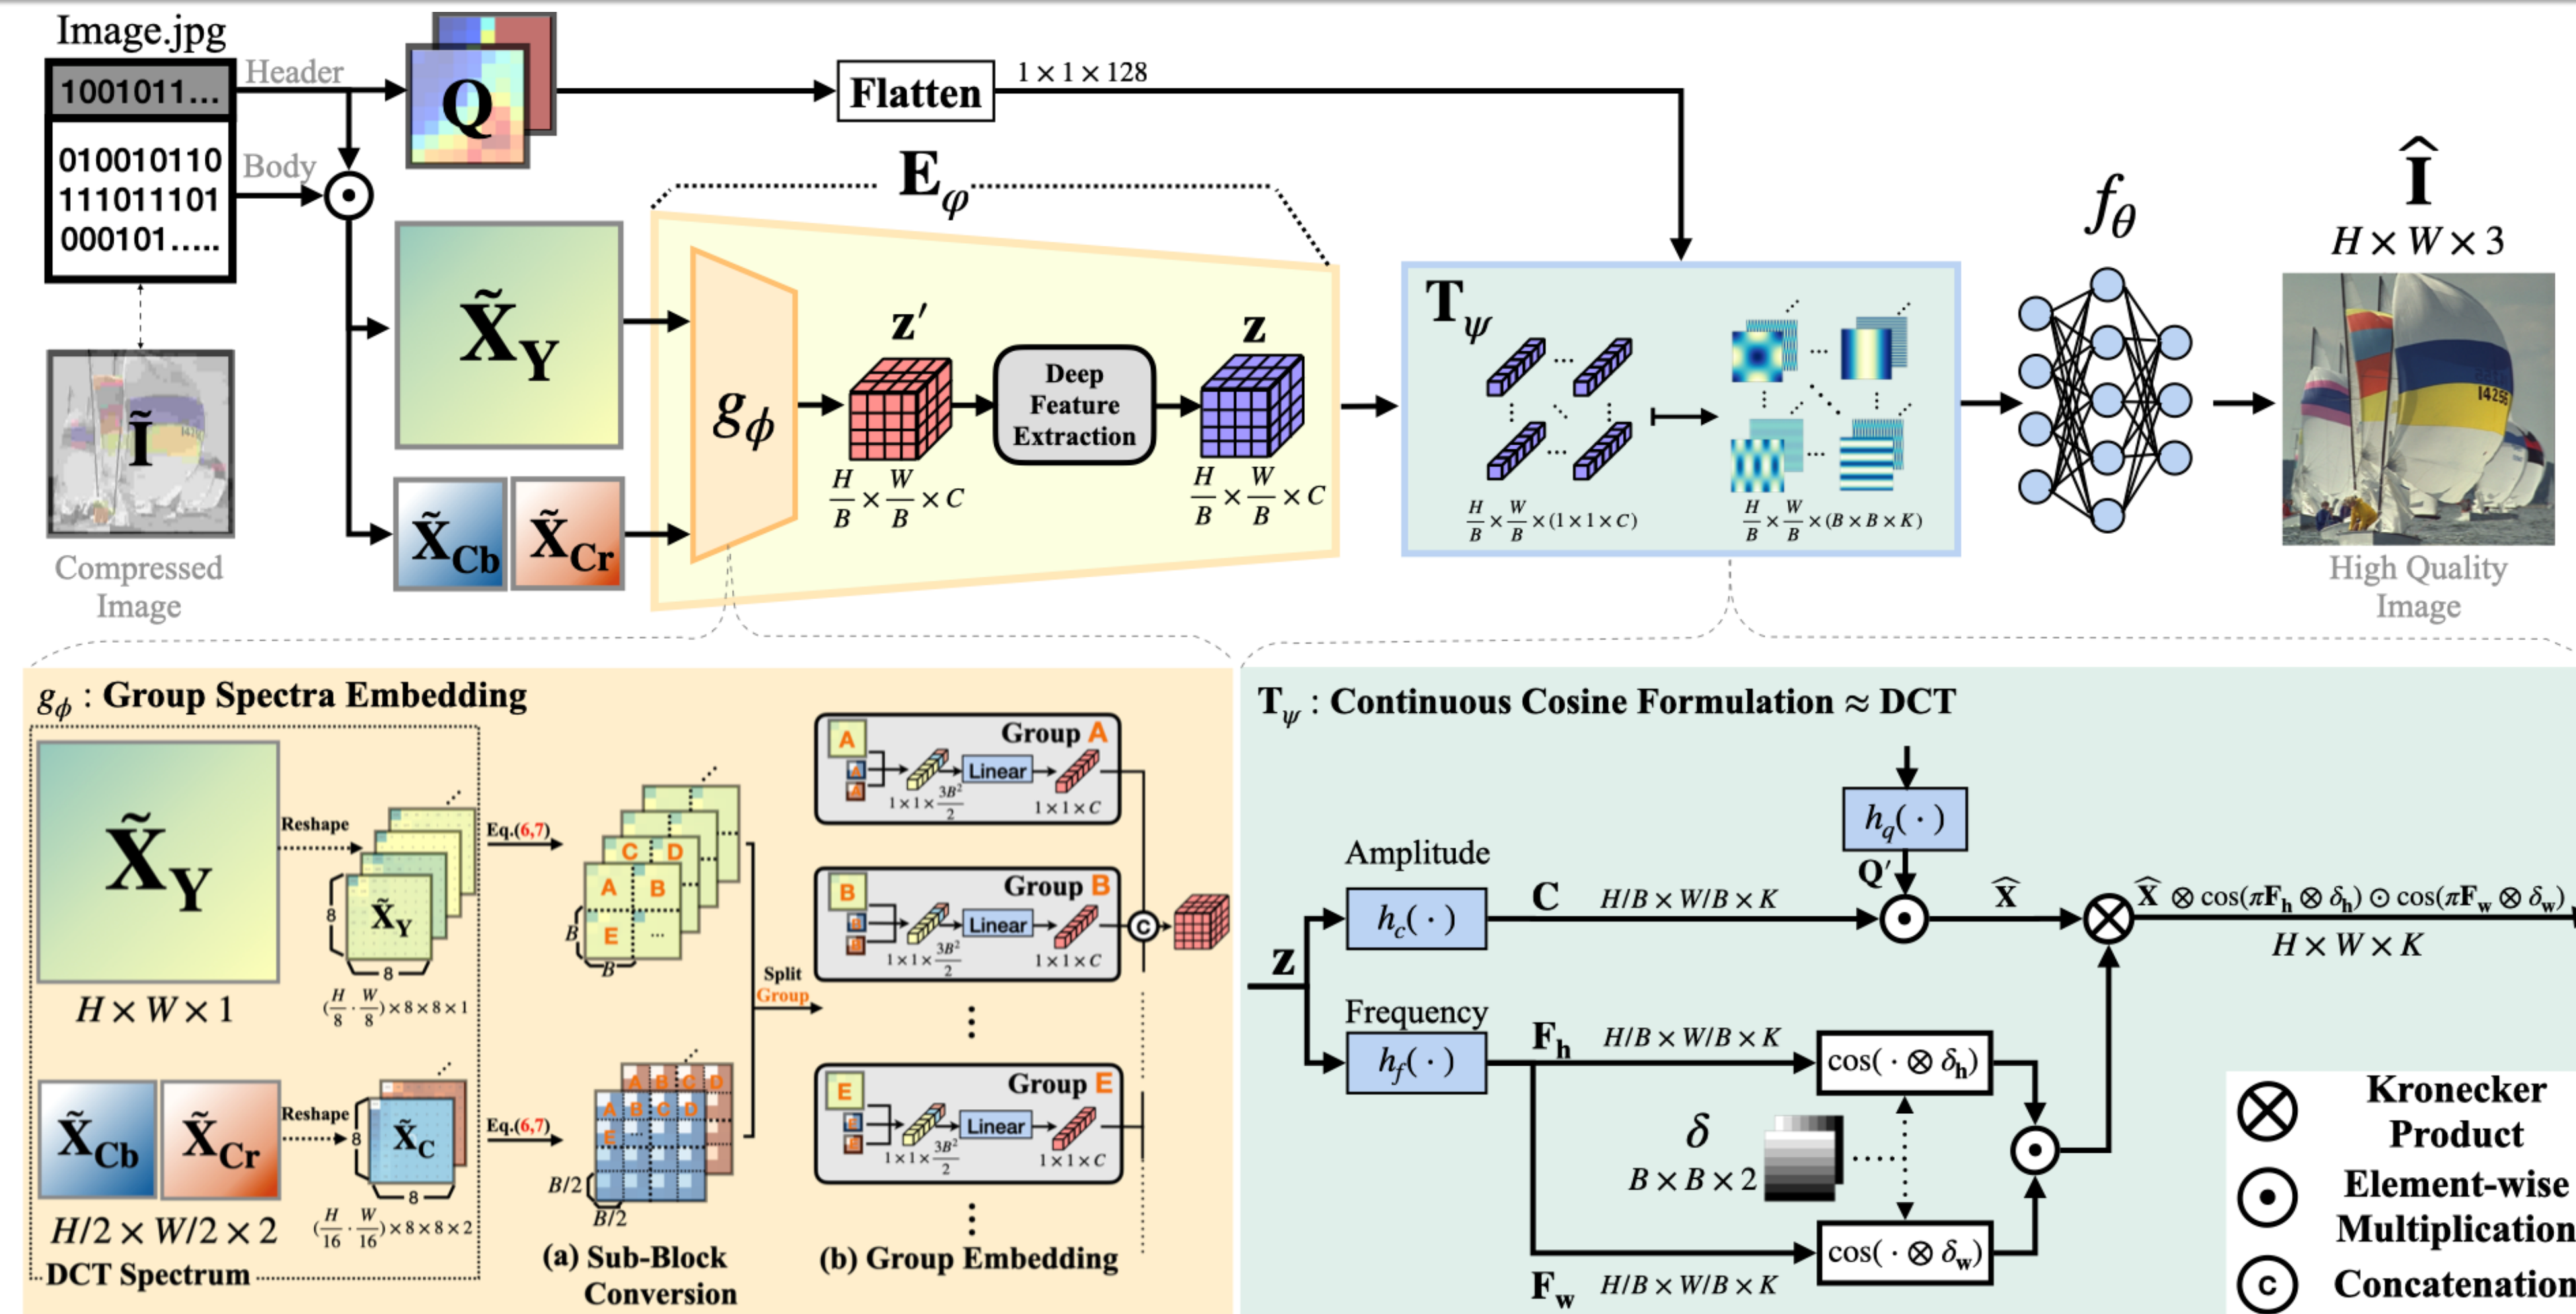 Image.jpg
1001011...
Header
010010110
111011101
000101.....
Body
Q
Flatten
1 × 1 × 128
E_φ
X̃_Y
X̃_Cb
X̃_Cr
Ĩ
Compressed
Image
g_ϕ
z′
H/B × W/B × C
Deep
Feature
Extraction
z
H/B × W/B × C
T_ψ
H/B × W/B × (1 × 1 × C)
H/B × W/B × (B × B × K)
f_θ
Î
H × W × 3
14256
High Quality
Image
g_ϕ : Group Spectra Embedding
X̃_Y
H × W × 1
Reshape
8
X̃_Y
8
(H/8 · W/8) × 8 × 8 × 1
Eq.(6,7)
C D
A B
E ...
B
B
X̃_Cb
X̃_Cr
H/2 × W/2 × 2
Reshape
8
X̃_C
8
(H/16 · W/16) × 8 × 8 × 2
DCT Spectrum
Eq.(6,7)
A B C D
A B C D
E ...
B/2
B/2
(a) Sub-Block
Conversion
Split
Group
Group A
A
A
A
Linear
1 × 1 × 3B²/2
1 × 1 × C
Group B
B
B
B
Linear
1 × 1 × 3B²/2
1 × 1 × C
Group E
E
E
E
Linear
1 × 1 × 3B²/2
1 × 1 × C
C
(b) Group Embedding
T_ψ : Continuous Cosine Formulation ≈ DCT
z
Amplitude
h_c(·)
C H/B × W/B × K
h_q(·)
Q′
X̂
X̂ ⊗ cos(πF_h ⊗ δ_h) ⊙ cos(πF_w ⊗ δ_w)
H × W × K
Frequency
h_f(·)
F_h H/B × W/B × K
cos(· ⊗ δ_h)
δ
B × B × 2
cos(· ⊗ δ_w)
F_w H/B × W/B × K
Kronecker
Product
Element-wise
Multiplication
C Concatenation